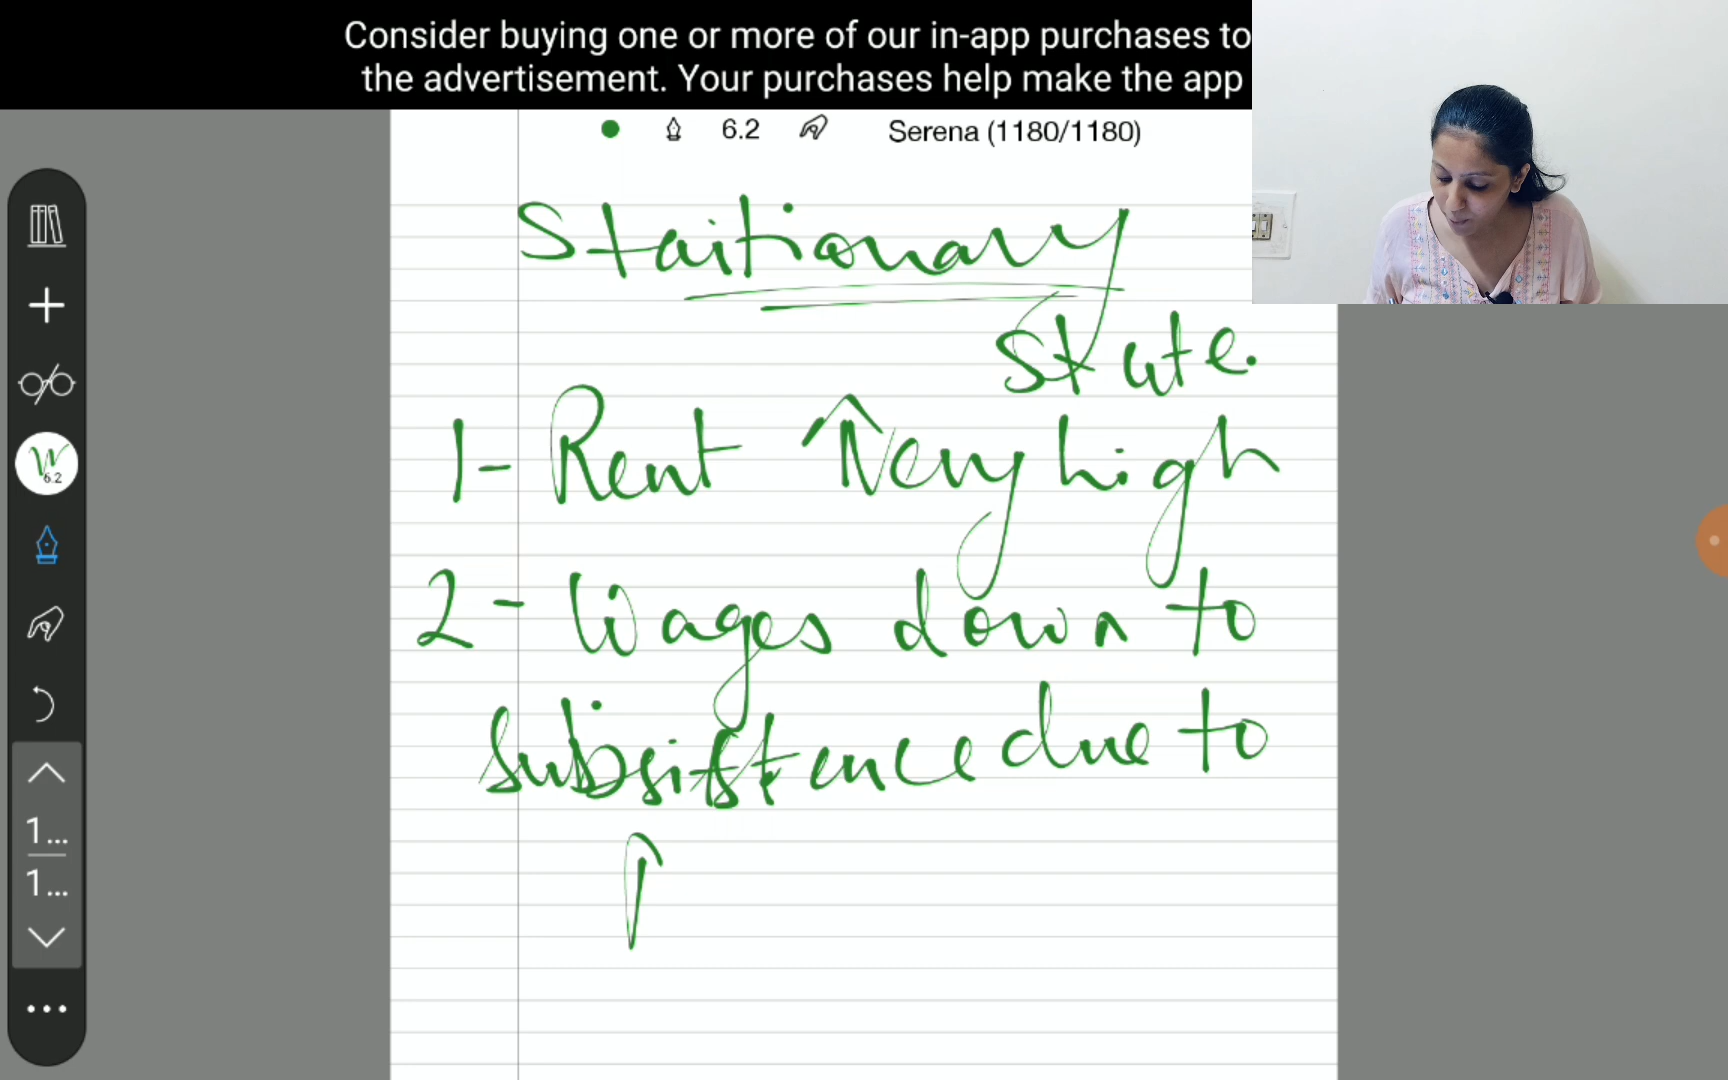 Consider buying one or more of our in-app purchases to
the advertisement. Your purchases help make the app
6.2 Serena (1180/1180)
Staitionary
State.
1- Rent ↑ Very high
W
6.2
2 - Wages down to
Subsistence due to
1...
1...
↑